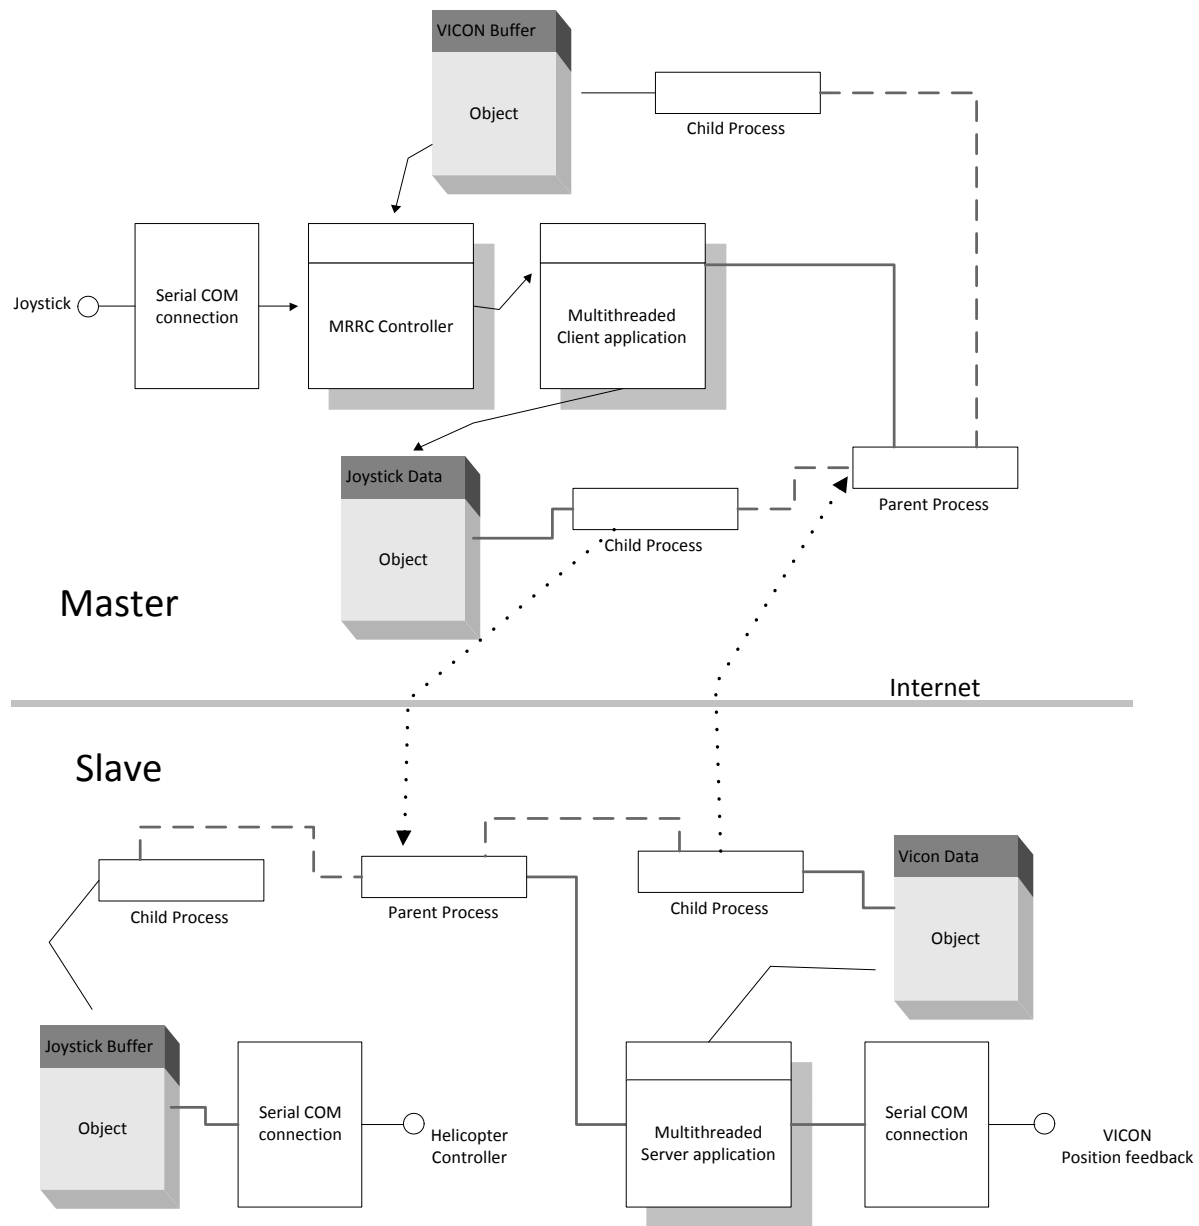 VICON Buffer
Object
Child Process
Joystick
Serial COM
connection
MRRC Controller
Multithreaded
Client application
Joystick Data
Object
Child Process
Parent Process
Master
Internet
Slave
Child Process
Parent Process
Child Process
Vicon Data
Object
Joystick Buffer
Object
Serial COM
connection
Helicopter
Controller
Multithreaded
Server application
Serial COM
connection
VICON
Position feedback